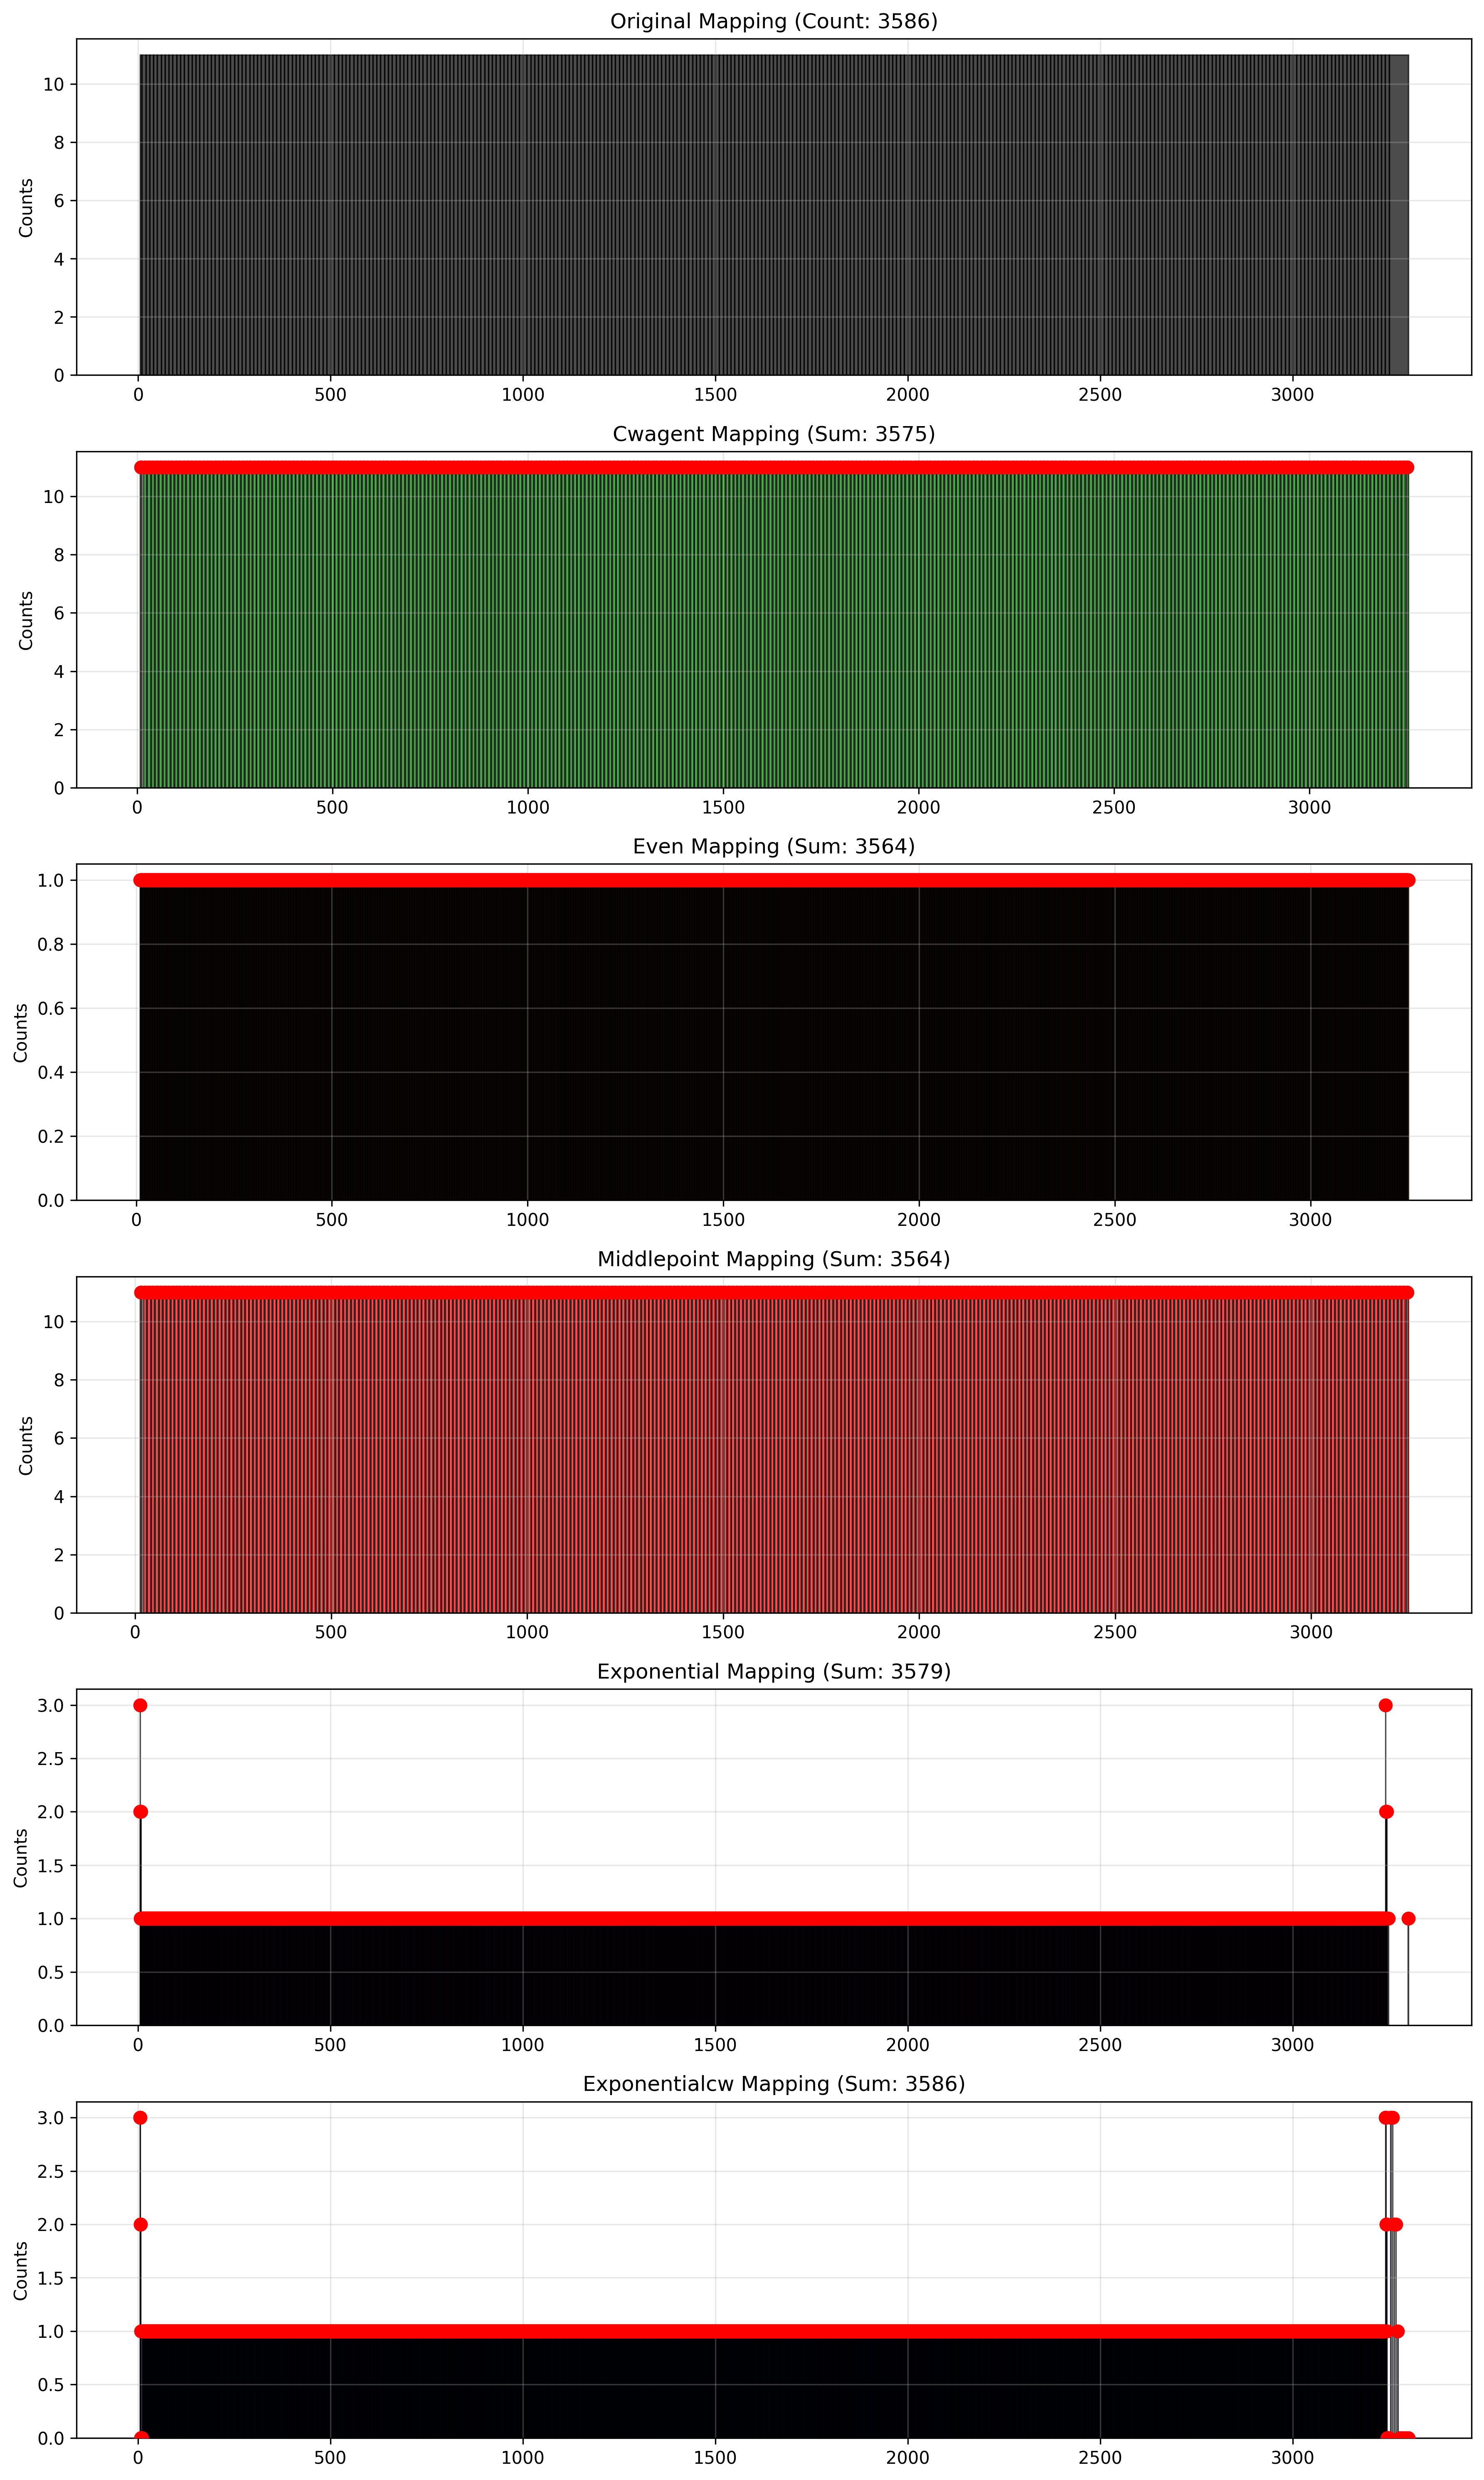 Original Mapping (Count: 3586)
Counts
10
8
6
4
2
0
0 500 1000 1500 2000 2500 3000
Cwagent Mapping (Sum: 3575)
Counts
10
8
6
4
2
0
0 500 1000 1500 2000 2500 3000
Even Mapping (Sum: 3564)
Counts
1.0
0.8
0.6
0.4
0.2
0.0
0 500 1000 1500 2000 2500 3000
Middlepoint Mapping (Sum: 3564)
Counts
10
8
6
4
2
0
0 500 1000 1500 2000 2500 3000
Exponential Mapping (Sum: 3579)
Counts
3.0
2.5
2.0
1.5
1.0
0.5
0.0
0 500 1000 1500 2000 2500 3000
Exponentialcw Mapping (Sum: 3586)
Counts
3.0
2.5
2.0
1.5
1.0
0.5
0.0
0 500 1000 1500 2000 2500 3000